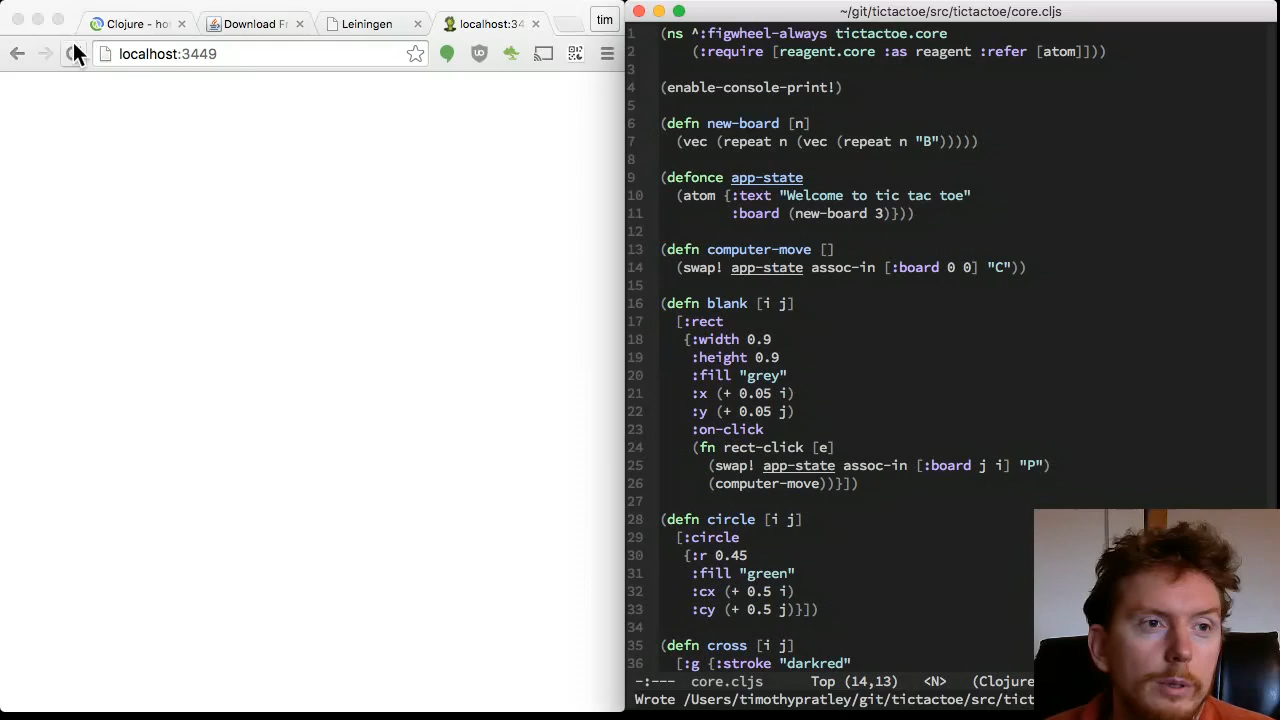 Clojure - ho
Download Fr
Leiningen
localhost:34
tim
localhost:3449
UD
~/git/tictactoe/src/tictactoe/core.cljs
1 (ns ^:figwheel-always tictactoe.core
2 (:require [reagent.core :as reagent :refer [atom]]))
3
4 (enable-console-print!)
5
6 (defn new-board [n]
7 (vec (repeat n (vec (repeat n "B")))))
8
9 (defonce app-state
10 (atom {:text "Welcome to tic tac toe"
11 :board (new-board 3)}))
12
13 (defn computer-move []
14 (swap! app-state assoc-in [:board 0 0] "C"))
15
16 (defn blank [i j]
17 [:rect
18 {:width 0.9
19 :height 0.9
20 :fill "grey"
21 :x (+ 0.05 i)
22 :y (+ 0.05 j)
23 :on-click
24 (fn rect-click [e]
25 (swap! app-state assoc-in [:board j i] "P")
26 (computer-move))}])
27
28 (defn circle [i j]
29 [:circle
30 {:r 0.45
31 :fill "green"
32 :cx (+ 0.5 i)
33 :cy (+ 0.5 j)}])
34
35 (defn cross [i j]
36 [:g {:stroke "darkred"
-:--- core.cljs Top (14,13) <N> (Clojure
Wrote /Users/timothypratley/git/tictactoe/src/tict